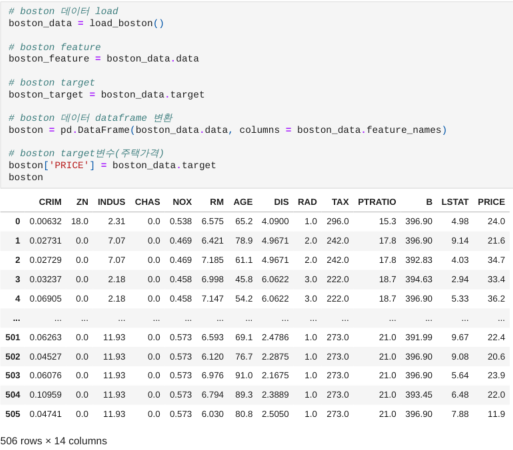 # boston 데이터 load
boston_data = load_boston()
# boston feature
boston_feature = boston_data.data
# boston target
boston_target = boston_data.target
# boston 데이터 dataframe 변환
boston = pd.DataFrame(boston_data.data, columns = boston_data.feature_names)
# boston target변수(주택가격)
boston['PRICE'] = boston_data.target
boston
CRIM ZN INDUS CHAS NOX RM AGE DIS RAD TAX PTRATIO B LSTAT PRICE
0 0.00632 18.0 2.31 0.0 0.538 6.575 65.2 4.0900 1.0 296.0 15.3 396.90 4.98 24.0
1 0.02731 0.0 7.07 0.0 0.469 6.421 78.9 4.9671 2.0 242.0 17.8 396.90 9.14 21.6
2 0.02729 0.0 7.07 0.0 0.469 7.185 61.1 4.9671 2.0 242.0 17.8 392.83 4.03 34.7
3 0.03237 0.0 2.18 0.0 0.458 6.998 45.8 6.0622 3.0 222.0 18.7 394.63 2.94 33.4
4 0.06905 0.0 2.18 0.0 0.458 7.147 54.2 6.0622 3.0 222.0 18.7 396.90 5.33 36.2
... ... ... ... ... ... ... ... ... ... ... ... ... ... ...
501 0.06263 0.0 11.93 0.0 0.573 6.593 69.1 2.4786 1.0 273.0 21.0 391.99 9.67 22.4
502 0.04527 0.0 11.93 0.0 0.573 6.120 76.7 2.2875 1.0 273.0 21.0 396.90 9.08 20.6
503 0.06076 0.0 11.93 0.0 0.573 6.976 91.0 2.1675 1.0 273.0 21.0 396.90 5.64 23.9
504 0.10959 0.0 11.93 0.0 0.573 6.794 89.3 2.3889 1.0 273.0 21.0 393.45 6.48 22.0
505 0.04741 0.0 11.93 0.0 0.573 6.030 80.8 2.5050 1.0 273.0 21.0 396.90 7.88 11.9
506 rows × 14 columns